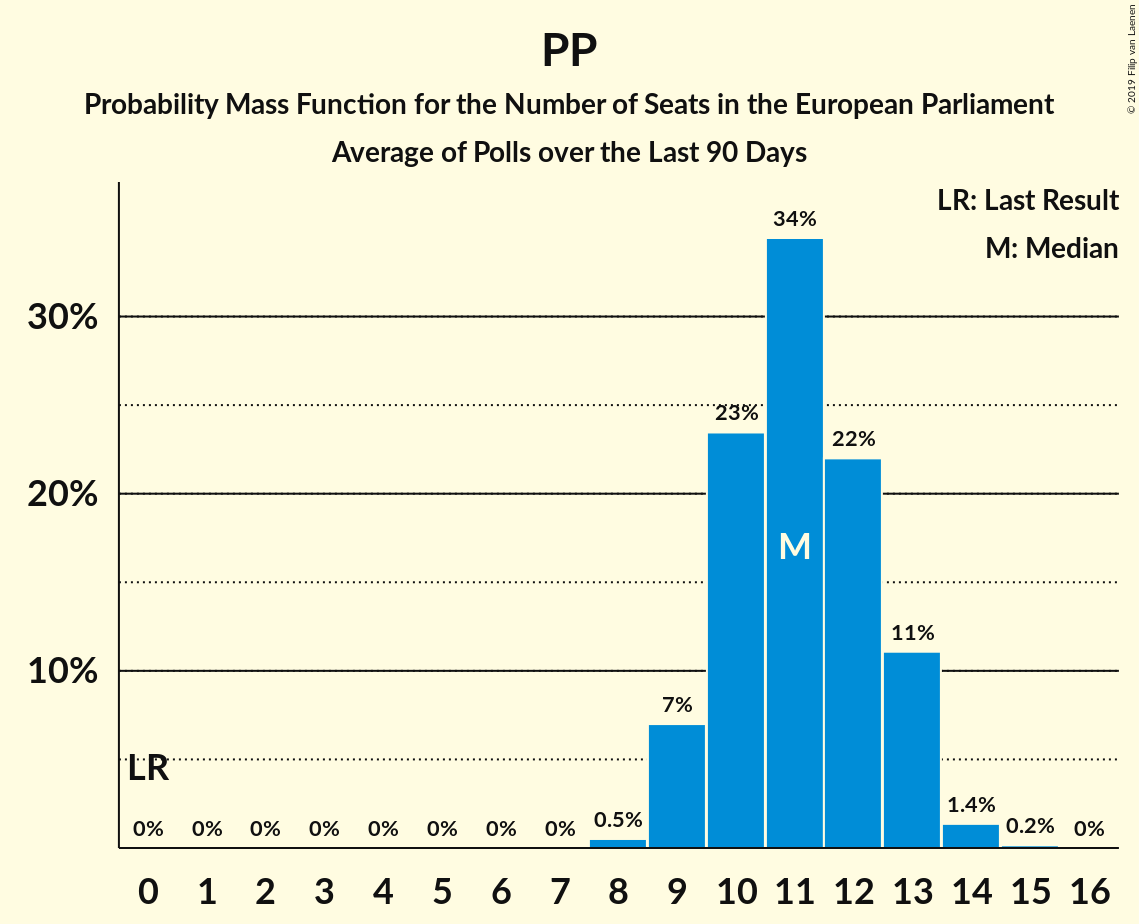 PP
Probability Mass Function for the Number of Seats in the European Parliament
Average of Polls over the Last 90 Days
© 2019 Filip van Laenen
LR: Last Result
M: Median
34%
30%
23%
22%
20%
M
11%
10%
7%
LR
0% 0% 0% 0% 0% 0% 0% 0% 0.5% 1.4% 0.2% 0%
0 1 2 3 4 5 6 7 8 9 10 11 12 13 14 15 16